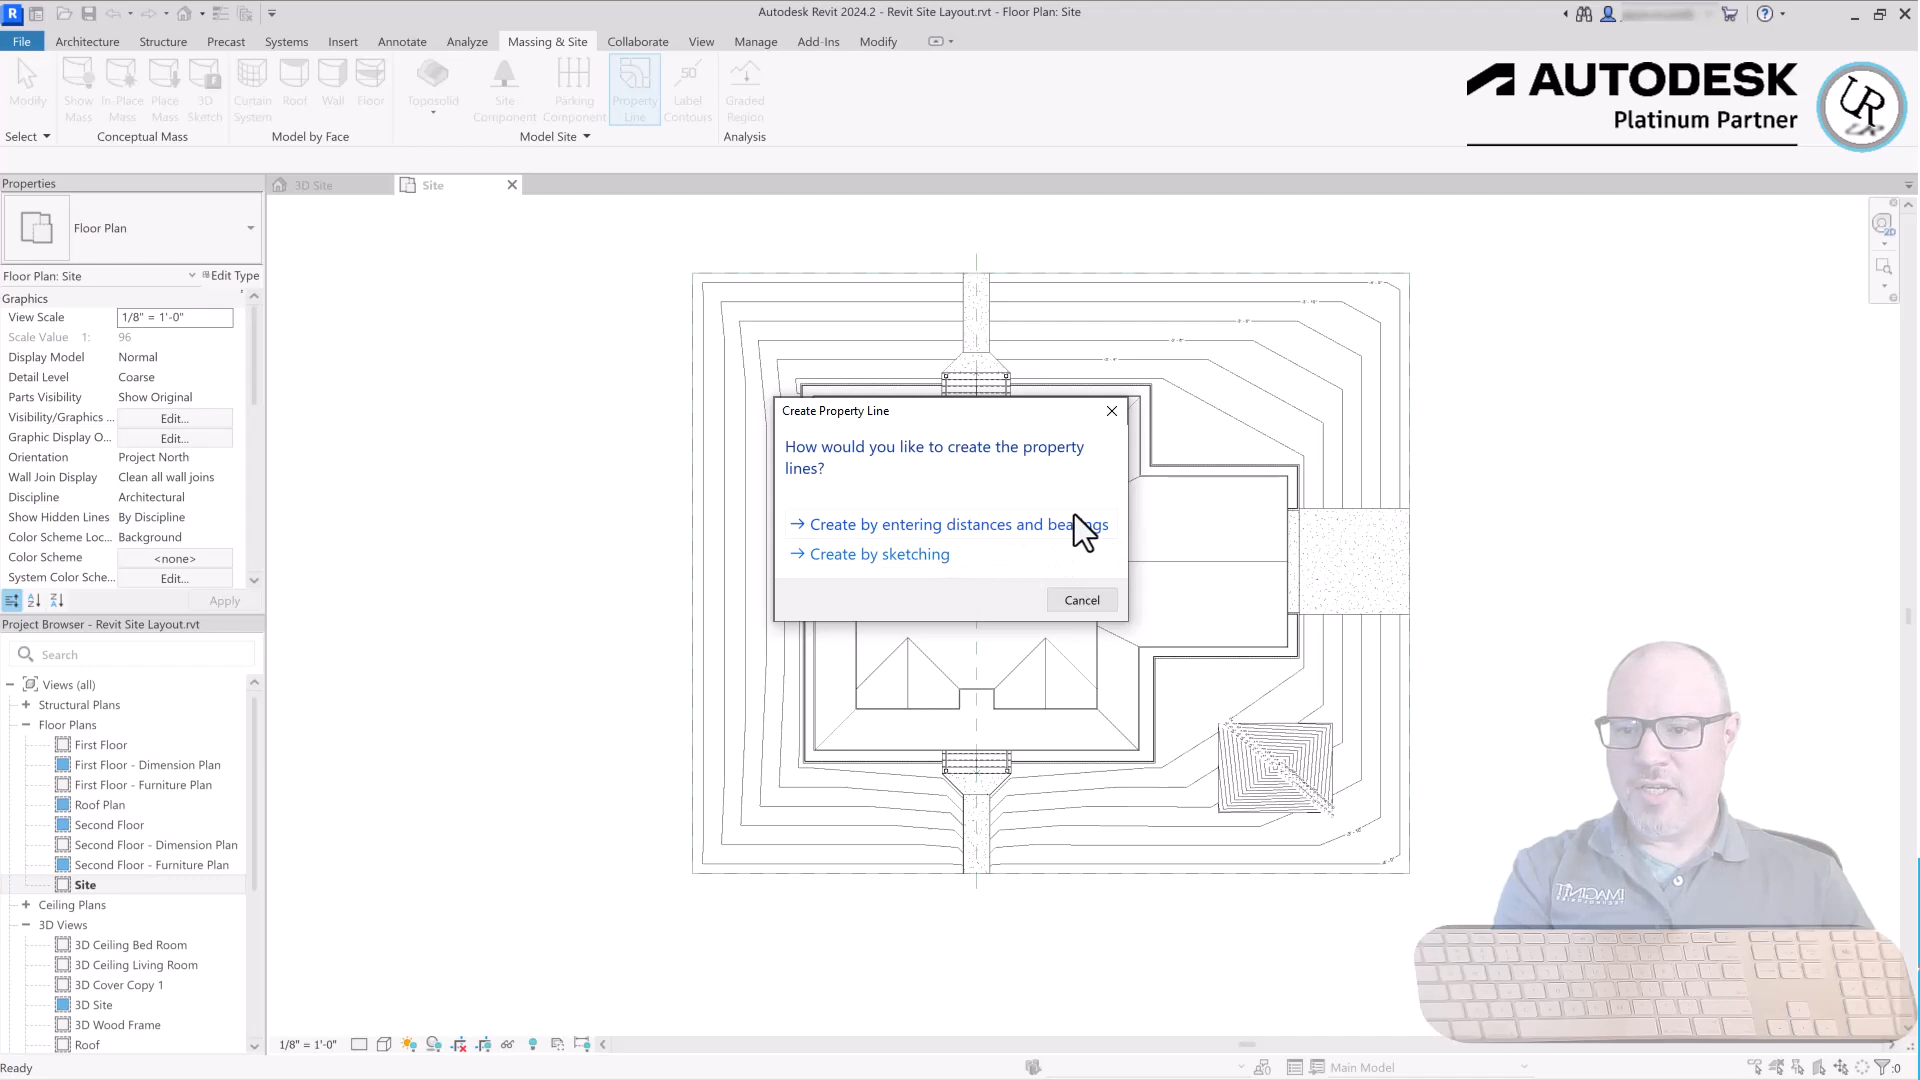 Autodesk Revit 2024.2 - Revit Site Layout.rvt - Floor Plan: Site
File Architecture Structure Precast Systems Insert Annotate Analyze Massing & Site Collaborate View Manage Add-Ins Modify
Modify
Show Mass
In-Place Mass
Place Mass
3D Sketch
Curtain System
Roof
Wall
Floor
Toposolid
Site Component
Parking Component
Property Line
Label Contours
Graded Region
Select
Conceptual Mass
Model by Face
Model Site
Analysis
AUTODESK
Platinum Partner
UR
Properties
3D Site
Site
Floor Plan
Floor Plan: Site
Edit Type
Graphics
View Scale 1/8" = 1'-0"
Scale Value 1: 96
Display Model Normal
Detail Level Coarse
Parts Visibility Show Original
Visibility/Graphics ... Edit...
Graphic Display O... Edit...
Orientation Project North
Wall Join Display Clean all wall joins
Discipline Architectural
Show Hidden Lines By Discipline
Color Scheme Loc... Background
Color Scheme <none>
System Color Sche... Edit...
Apply
Project Browser - Revit Site Layout.rvt
Search
Views (all)
Structural Plans
Floor Plans
First Floor
First Floor - Dimension Plan
First Floor - Furniture Plan
Roof Plan
Second Floor
Second Floor - Dimension Plan
Second Floor - Furniture Plan
Site
Ceiling Plans
3D Views
3D Ceiling Bed Room
3D Ceiling Living Room
3D Cover Copy 1
3D Site
3D Wood Frame
Roof
Create Property Line
How would you like to create the property
lines?
Create by entering distances and bearings
Create by sketching
Cancel
2D
IMAGINiT
1/8" = 1'-0"
Ready
Main Model
:0